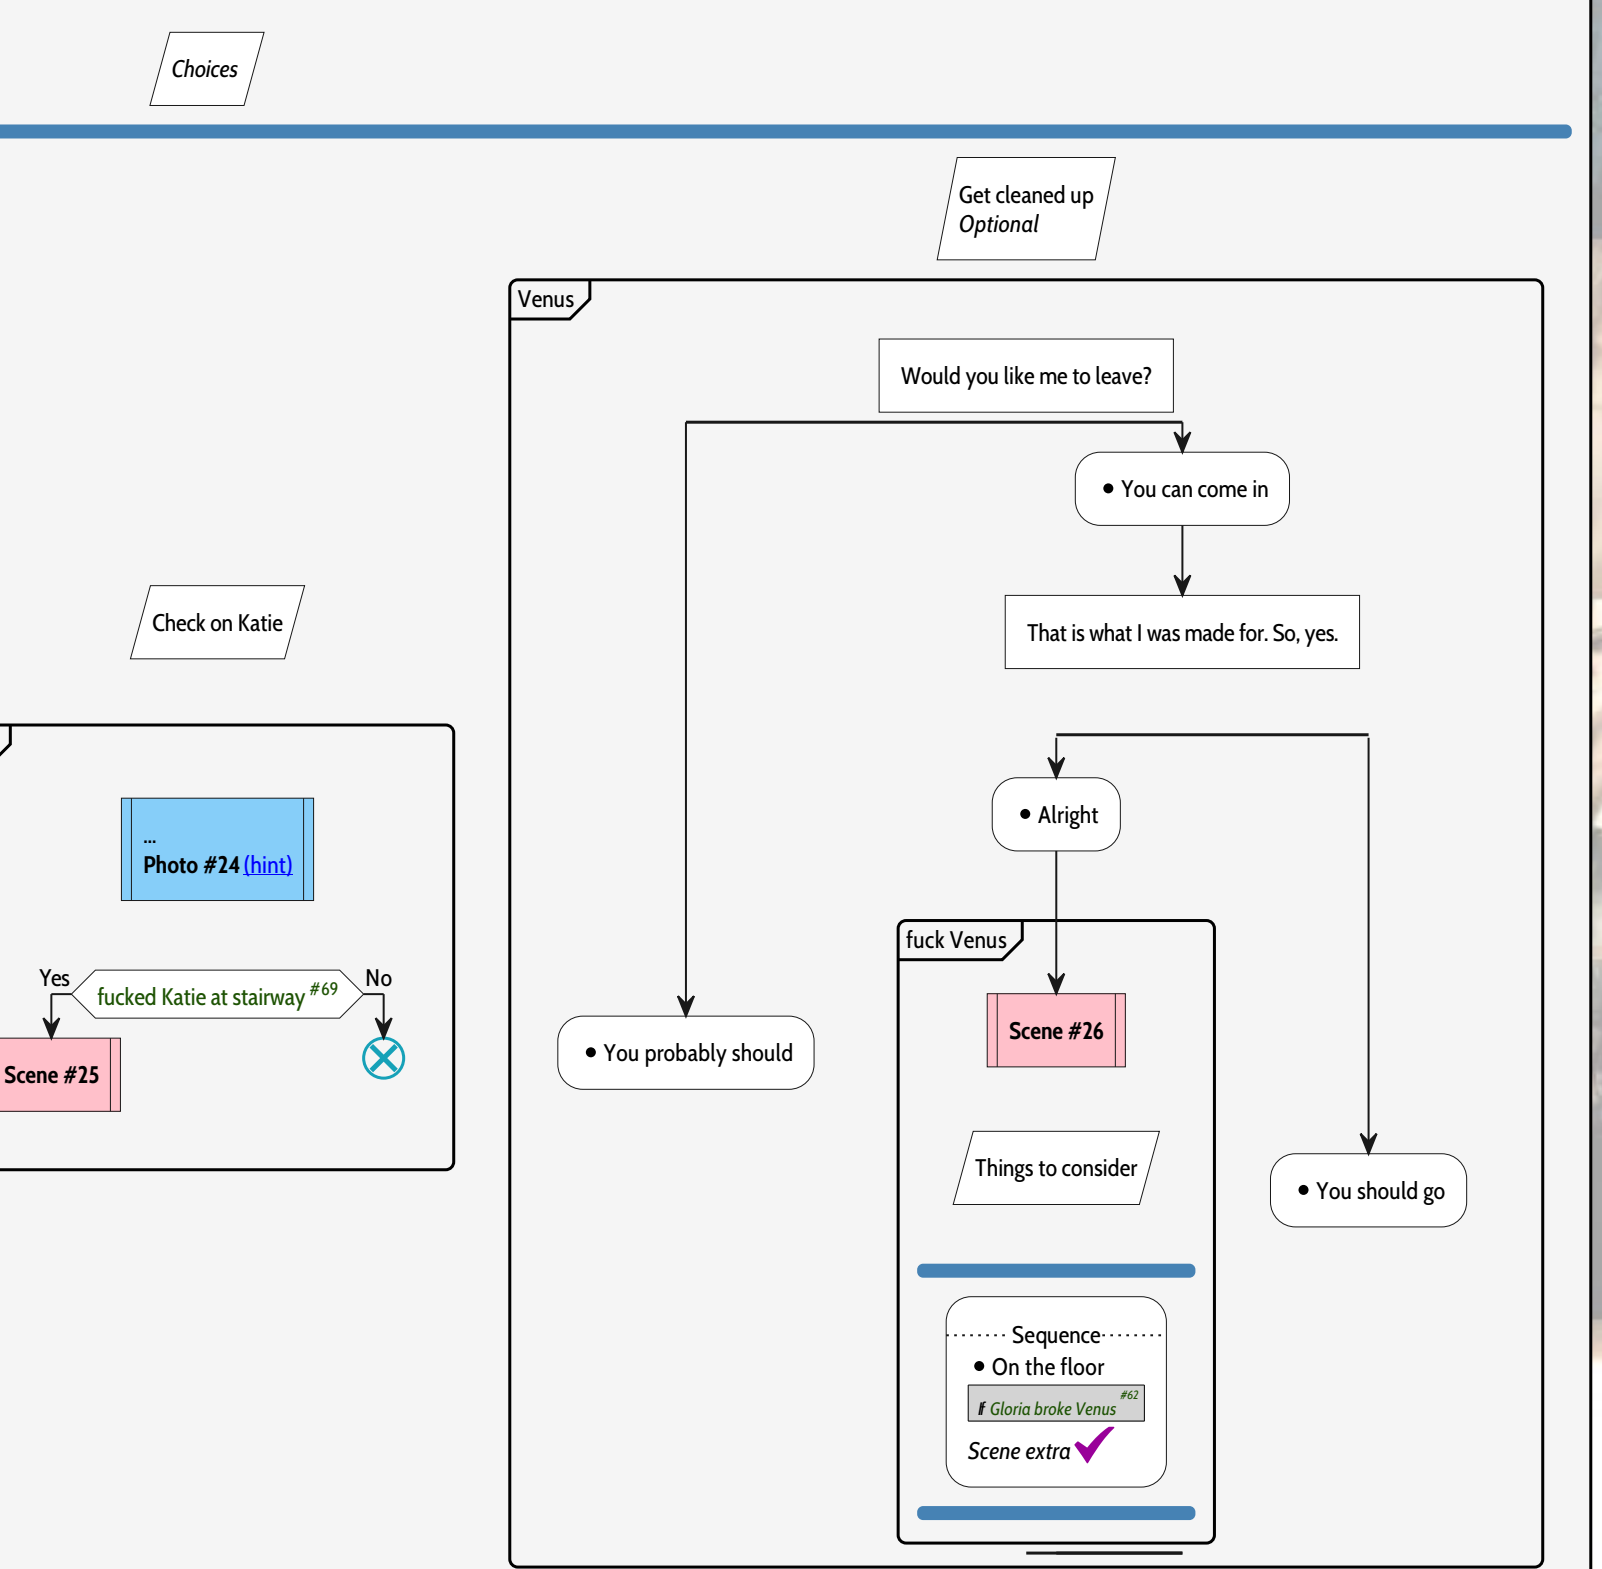 Choices
Get cleaned up
Optional
Venus
Would you like me to leave?
• You can come in
That is what I was made for. So, yes.
Check on Katie
...
Photo #24 (hint)
Yes
fucked Katie at stairway #69
No
Scene #25
• Alright
fuck Venus
Scene #26
• You probably should
Things to consider
• You should go
Sequence
• On the floor
If Gloria broke Venus #62
Scene extra